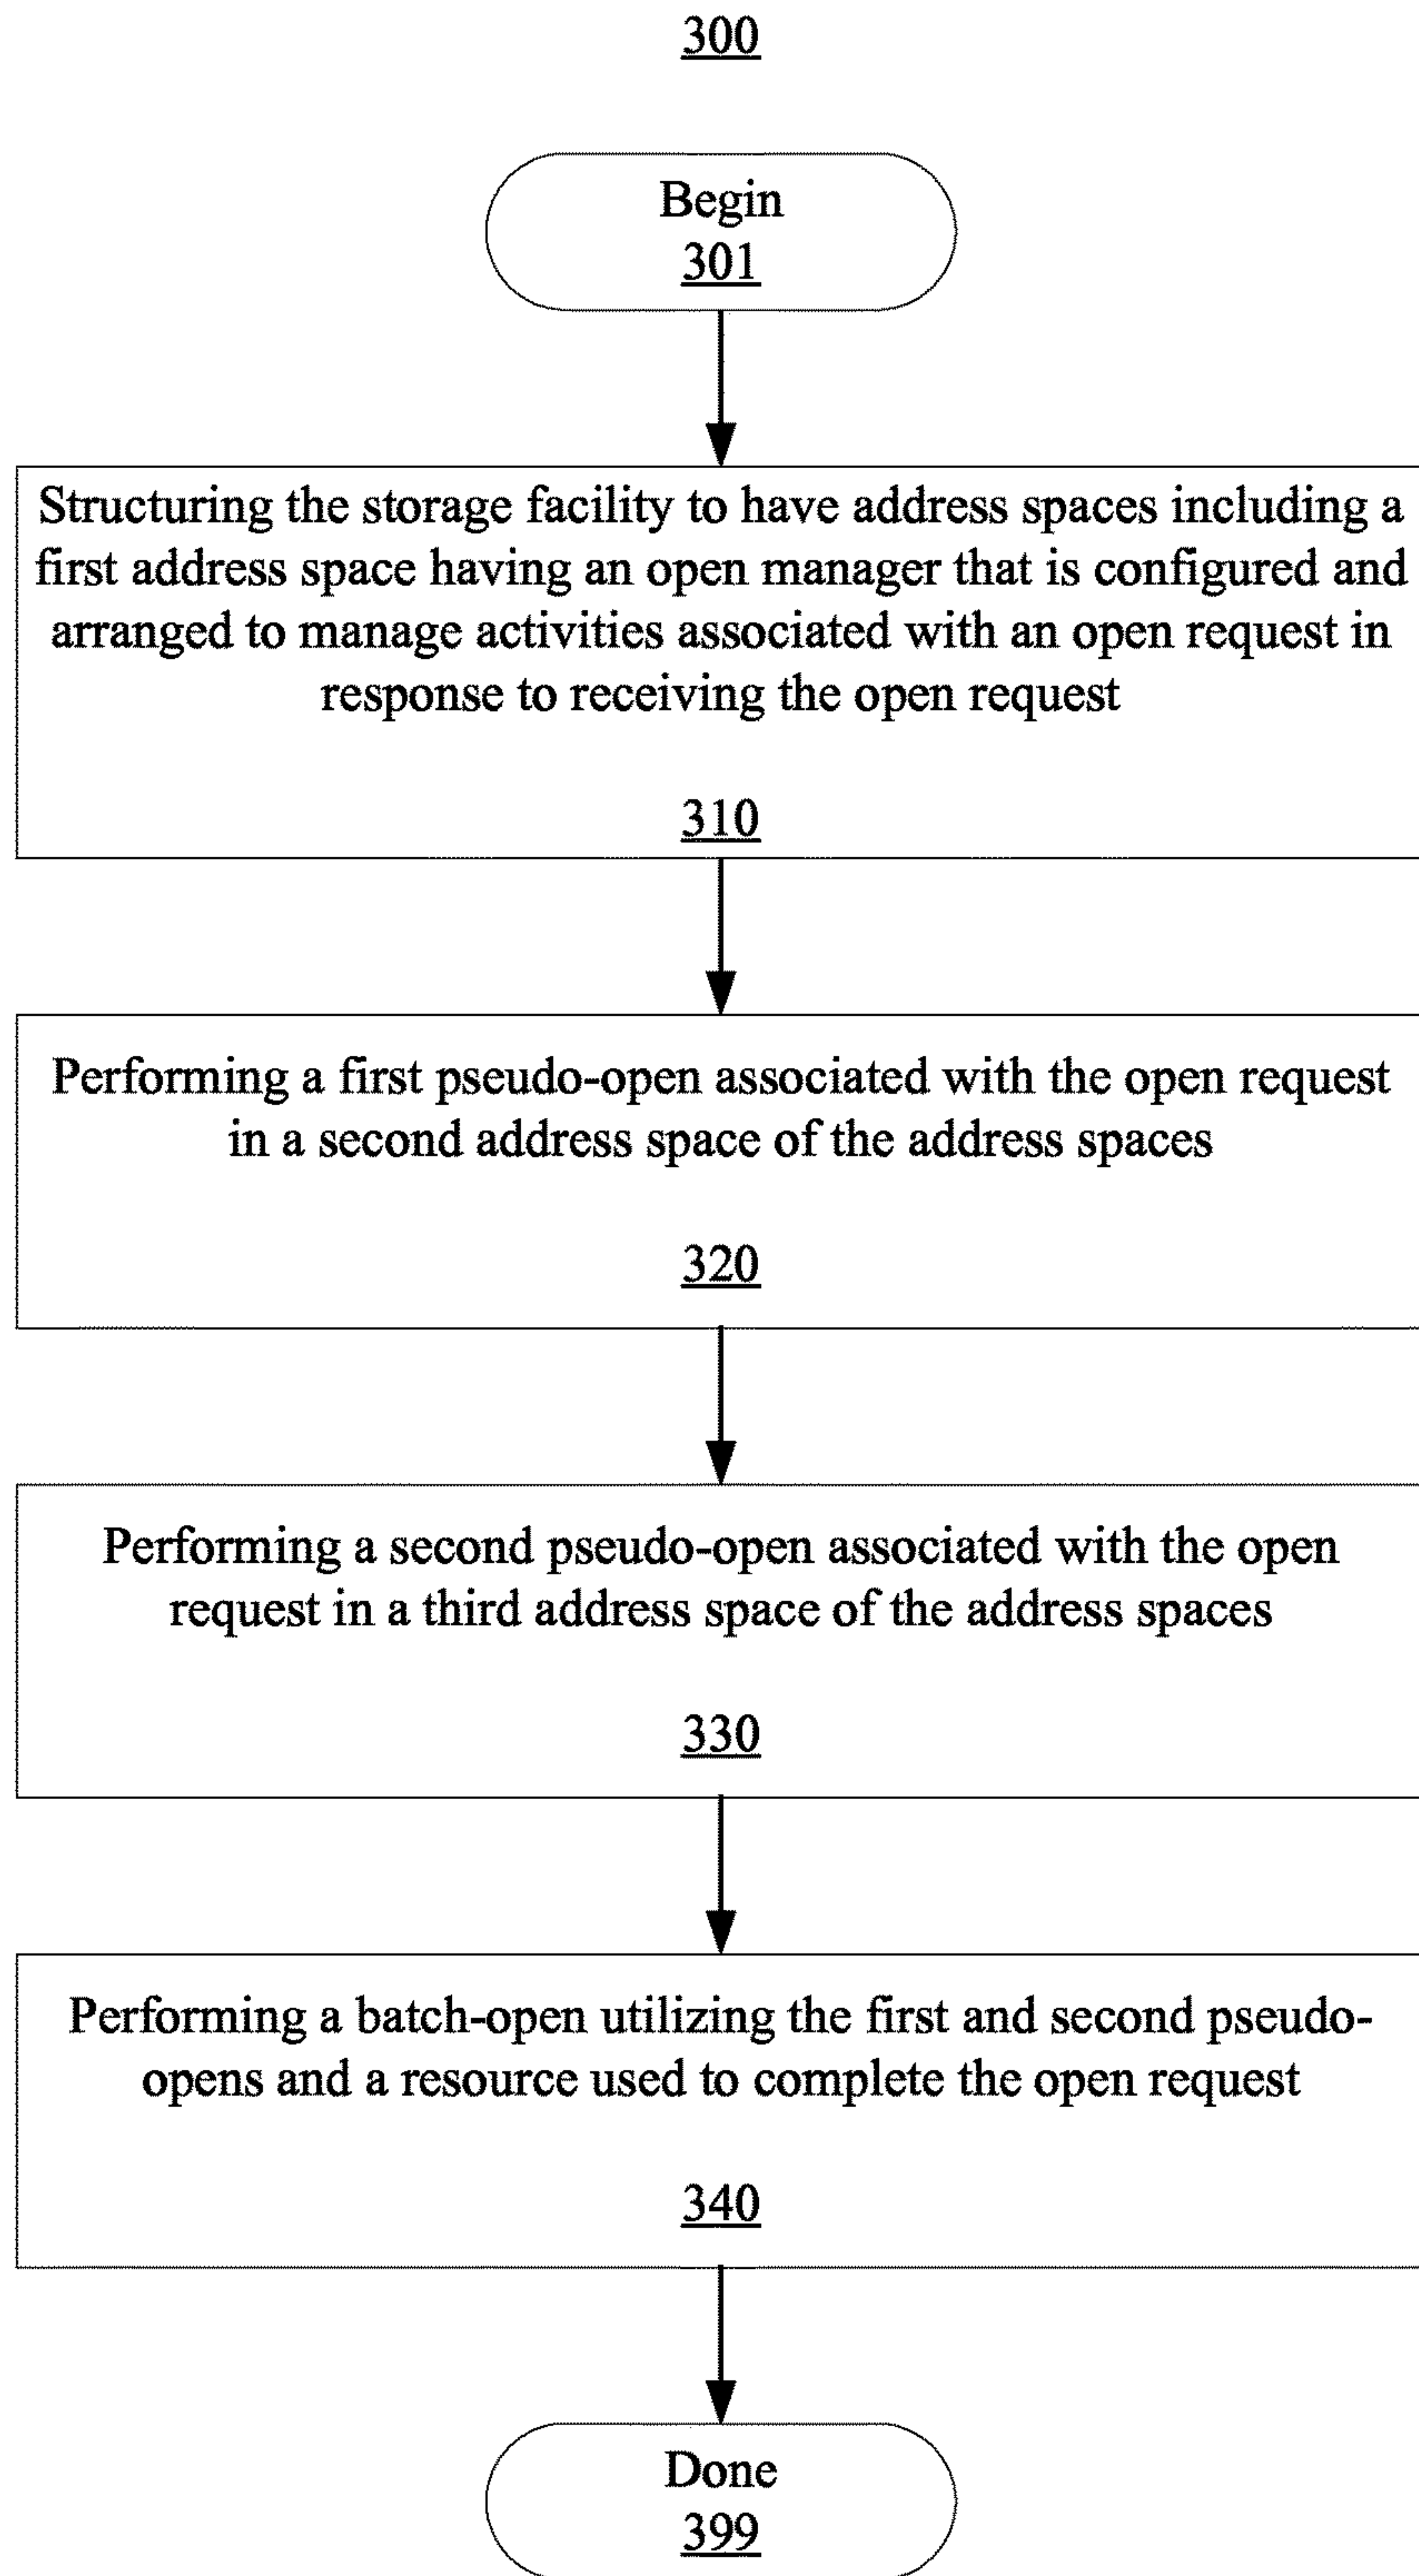 300
Begin
301
Structuring the storage facility to have address spaces including a
first address space having an open manager that is configured and
arranged to manage activities associated with an open request in
response to receiving the open request
310
Performing a first pseudo-open associated with the open request
in a second address space of the address spaces
320
Performing a second pseudo-open associated with the open
request in a third address space of the address spaces
330
Performing a batch-open utilizing the first and second pseudo-
opens and a resource used to complete the open request
340
Done
399